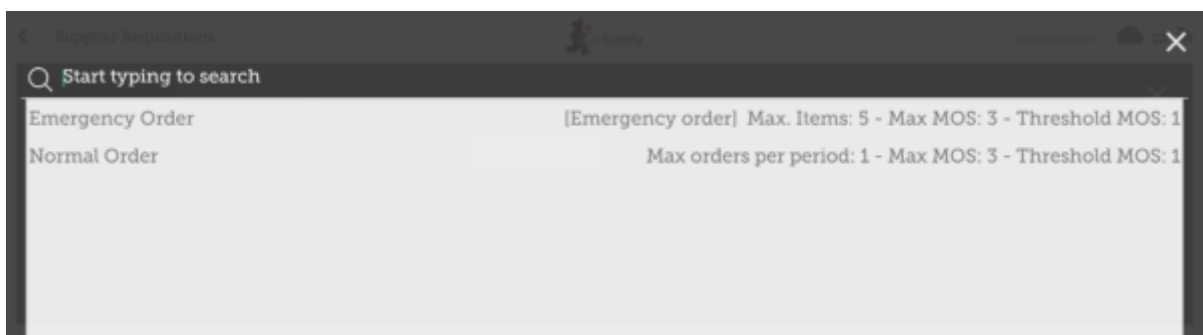 Supplier Requisitions
Start typing to search
Emergency Order [Emergency order] Max. Items: 5 - Max MOS: 3 - Threshold MOS: 1
Normal Order Max orders per period: 1 - Max MOS: 3 - Threshold MOS: 1